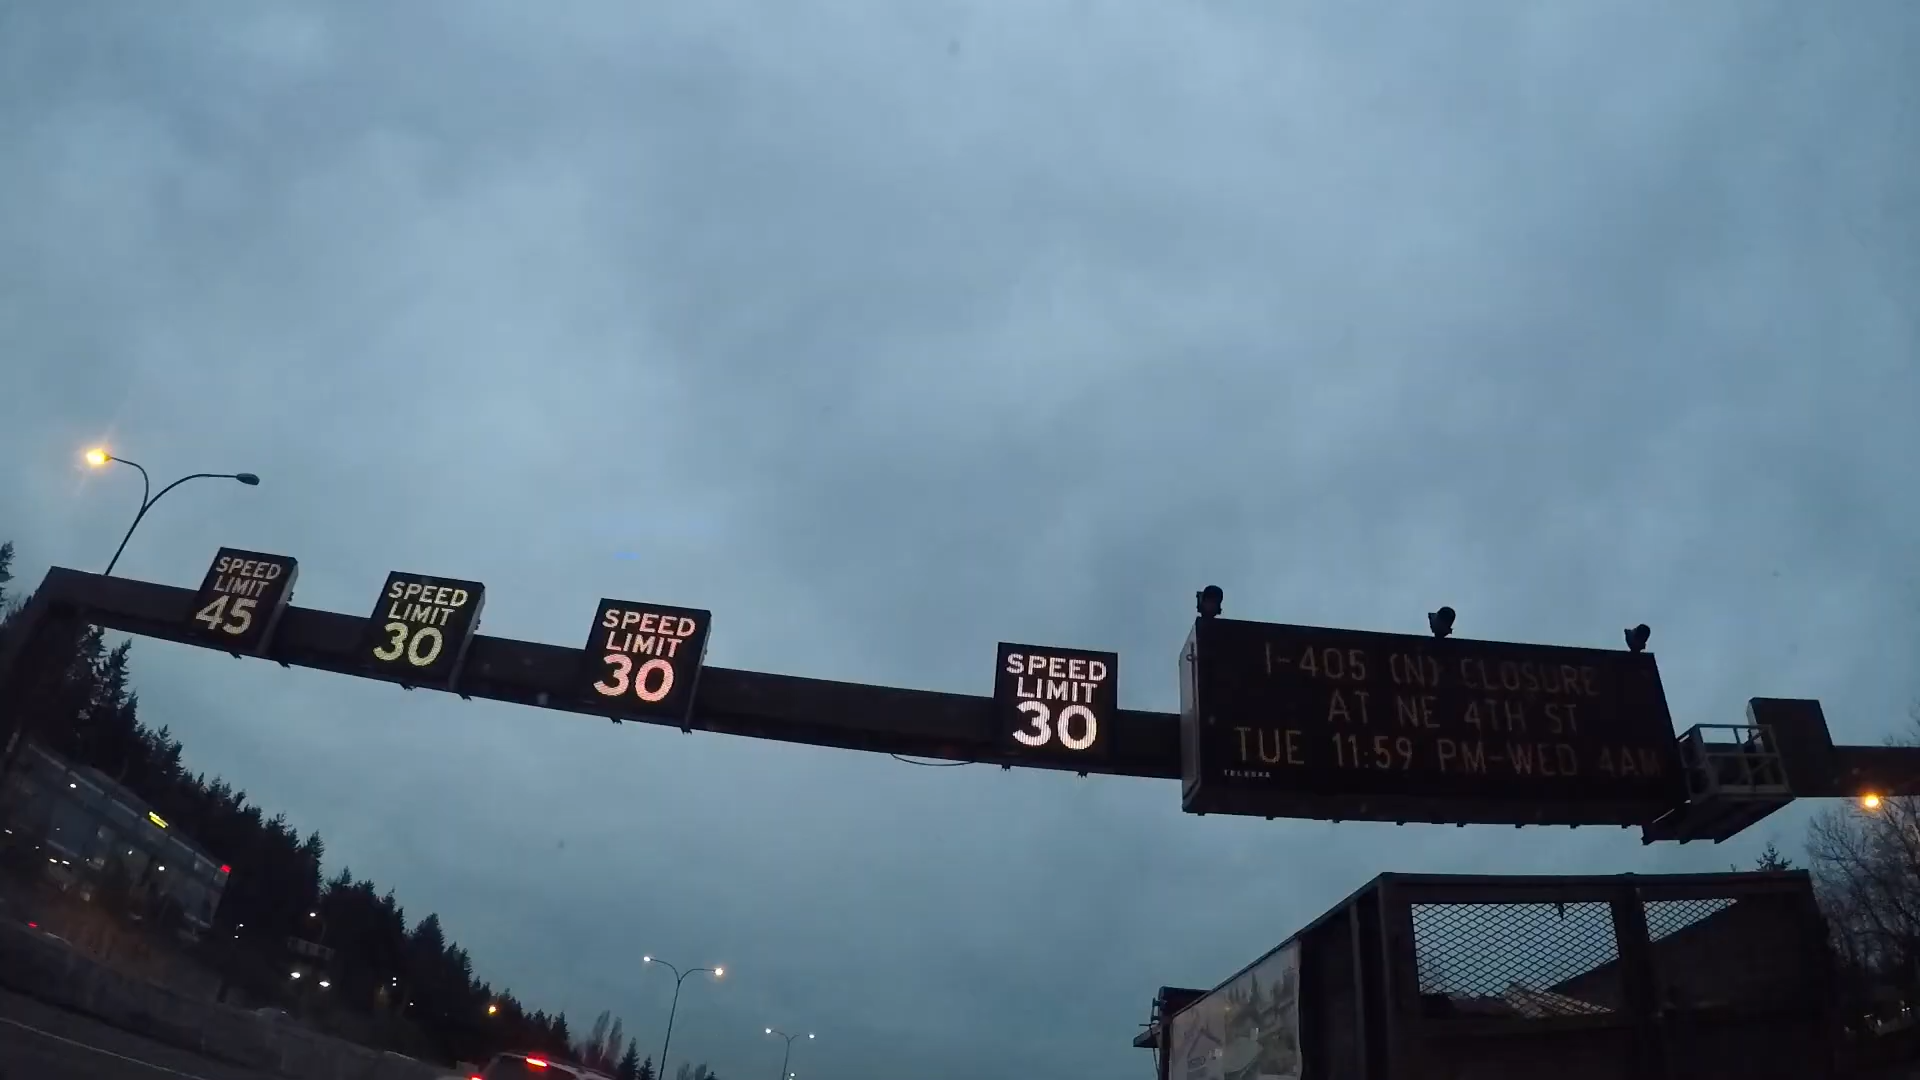 SPEED
LIMIT
45
SPEED
LIMIT
30
SPEED
LIMIT
30
SPEED
LIMIT
30
I-405 (N) CLOSURE
AT NE 4TH ST
TUE 11:59 PM-WED 4AM